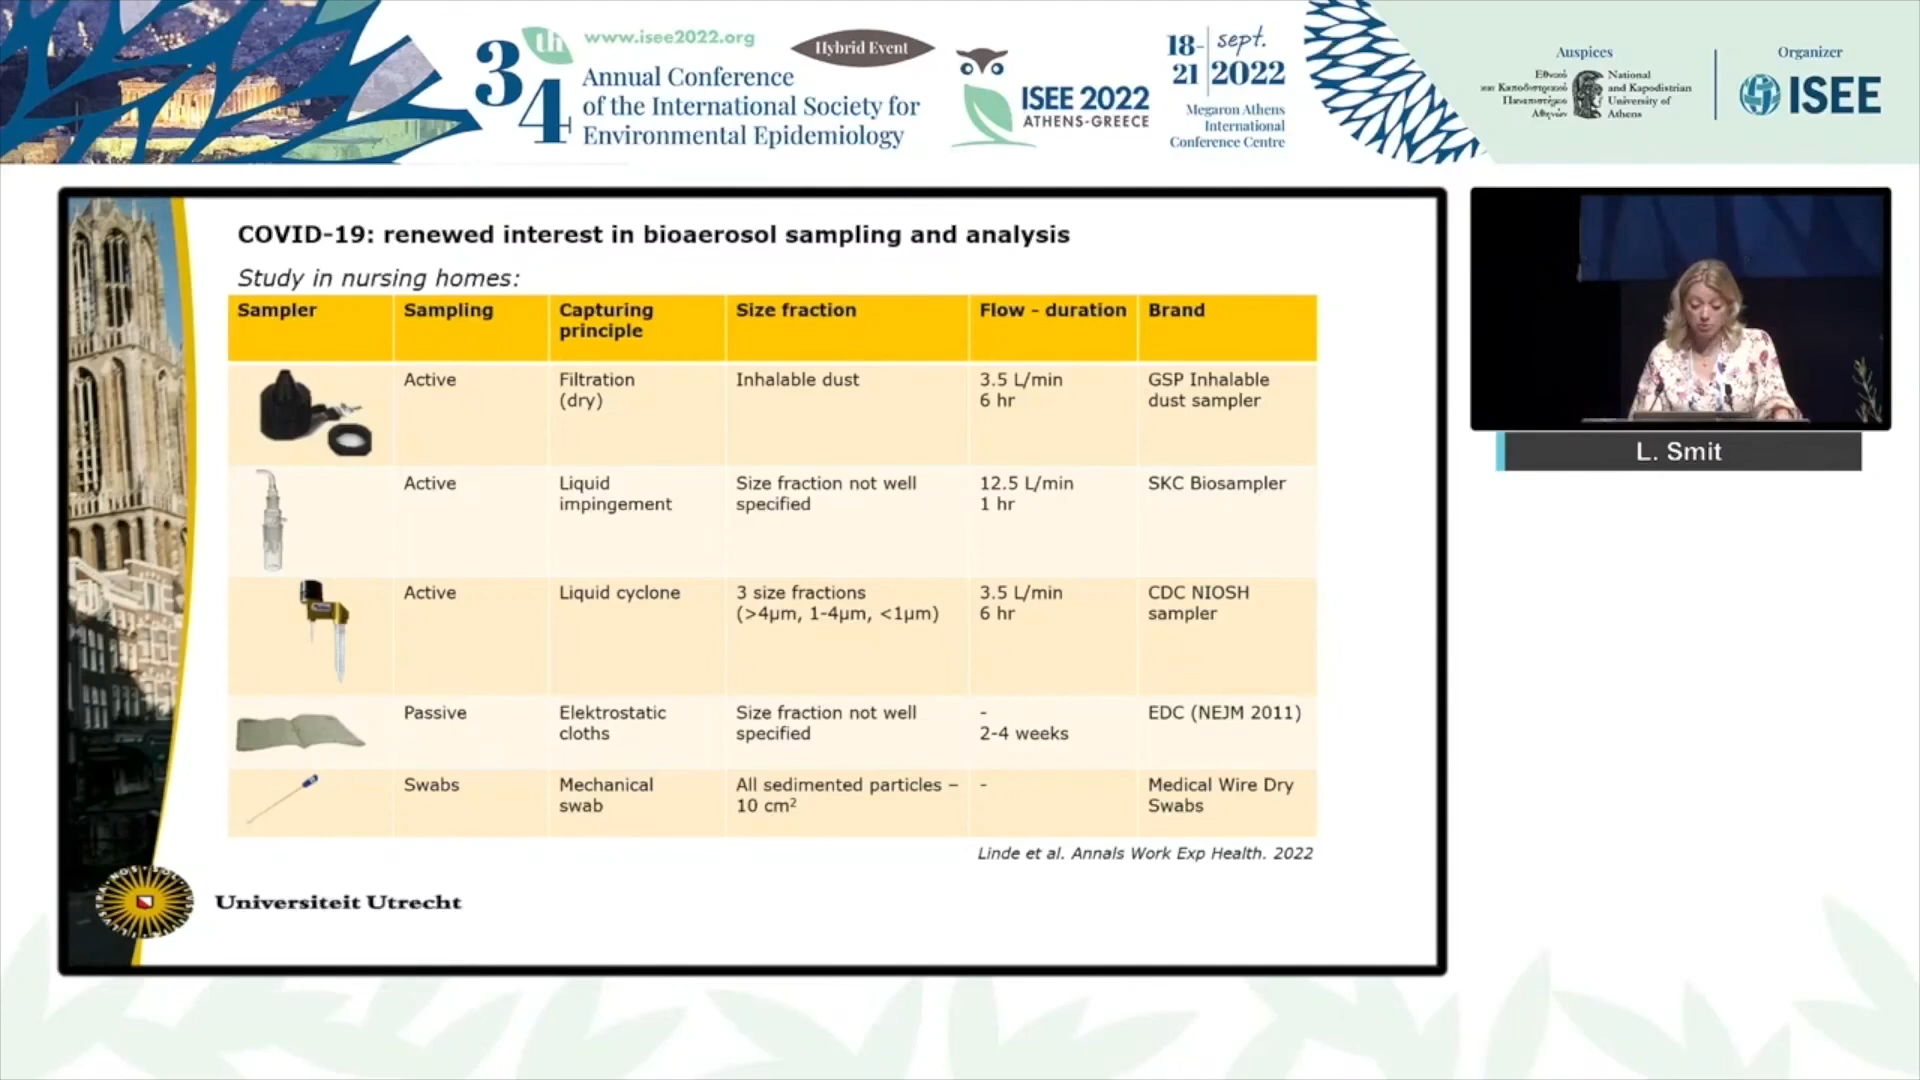 www.isee2022.org
Hybrid Event
34
Annual Conference
of the International Society for
Environmental Epidemiology
ISEE 2022
ATHENS-GREECE
18-
21
sept.
2022
Megaron Athens
International
Conference Centre
Auspices
Εθνικό
και Καποδιστριακό
Πανεπιστήμιο
Αθηνών
National
and Kapodistrian
University of
Athens
Organizer
ISEE
COVID-19: renewed interest in bioaerosol sampling and analysis
Study in nursing homes:
Sampler Sampling Capturing principle Size fraction Flow - duration Brand
Active Filtration (dry) Inhalable dust 3.5 L/min 6 hr GSP Inhalable dust sampler
Active Liquid impingement Size fraction not well specified 12.5 L/min 1 hr SKC Biosampler
Active Liquid cyclone 3 size fractions (>4µm, 1-4µm, <1µm) 3.5 L/min 6 hr CDC NIOSH sampler
Passive Elektrostatic cloths Size fraction not well specified - 2-4 weeks EDC (NEJM 2011)
Swabs Mechanical swab All sedimented particles – 10 cm² - Medical Wire Dry Swabs
Linde et al. Annals Work Exp Health. 2022
Universiteit Utrecht
L. Smit